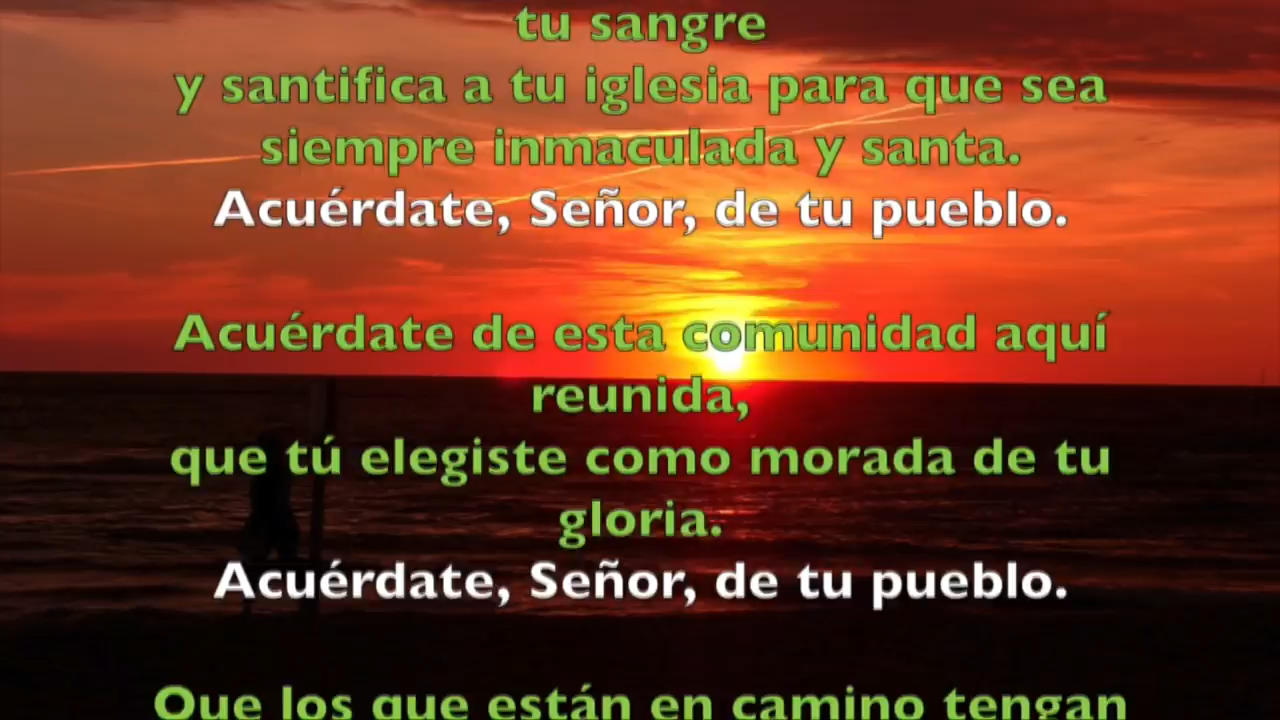 tu sangre
y santifica a tu iglesia para que sea
siempre inmaculada y santa.
Acuérdate, Señor, de tu pueblo.
Acuérdate de esta comunidad aquí
reunida,
que tú elegiste como morada de tu
gloria.
Acuérdate, Señor, de tu pueblo.
Que los que están en camino tengan